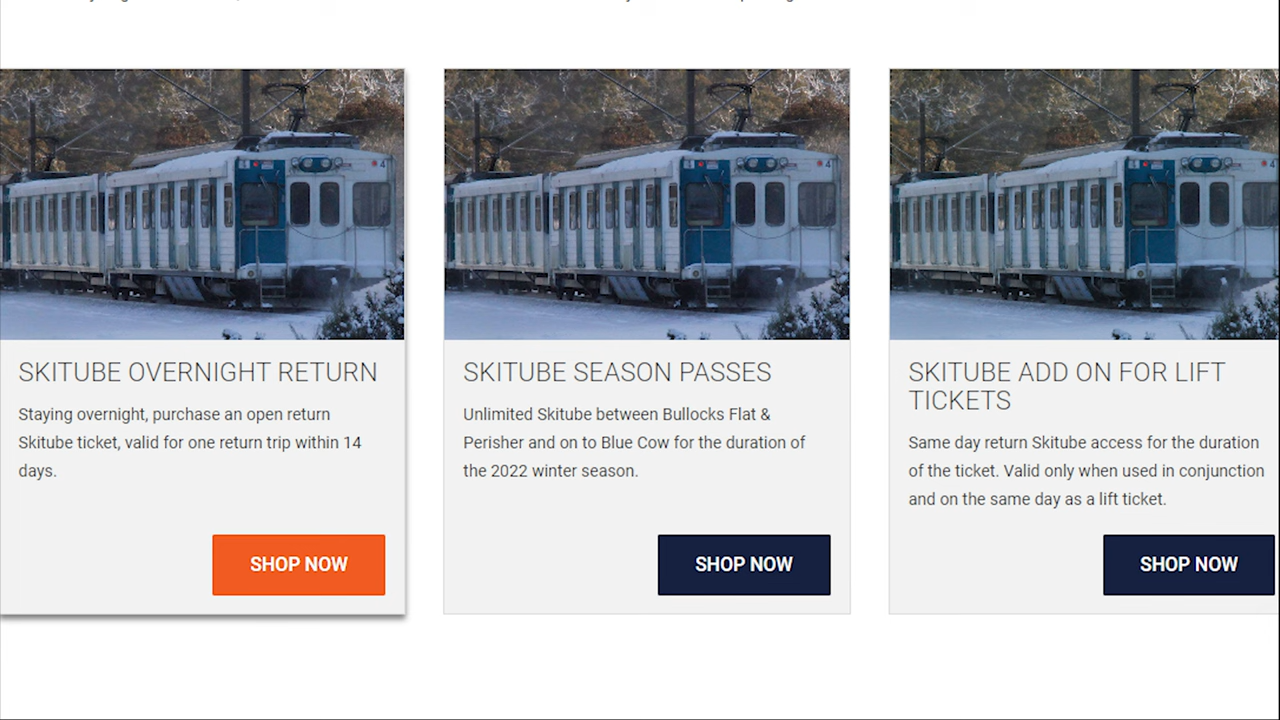 SKITUBE OVERNIGHT RETURN
Staying overnight, purchase an open return
Skitube ticket, valid for one return trip within 14
days.
SHOP NOW
SKITUBE SEASON PASSES
Unlimited Skitube between Bullocks Flat &
Perisher and on to Blue Cow for the duration of
the 2022 winter season.
SHOP NOW
SKITUBE ADD ON FOR LIFT
TICKETS
Same day return Skitube access for the duration
of the ticket. Valid only when used in conjunction
and on the same day as a lift ticket.
SHOP NOW